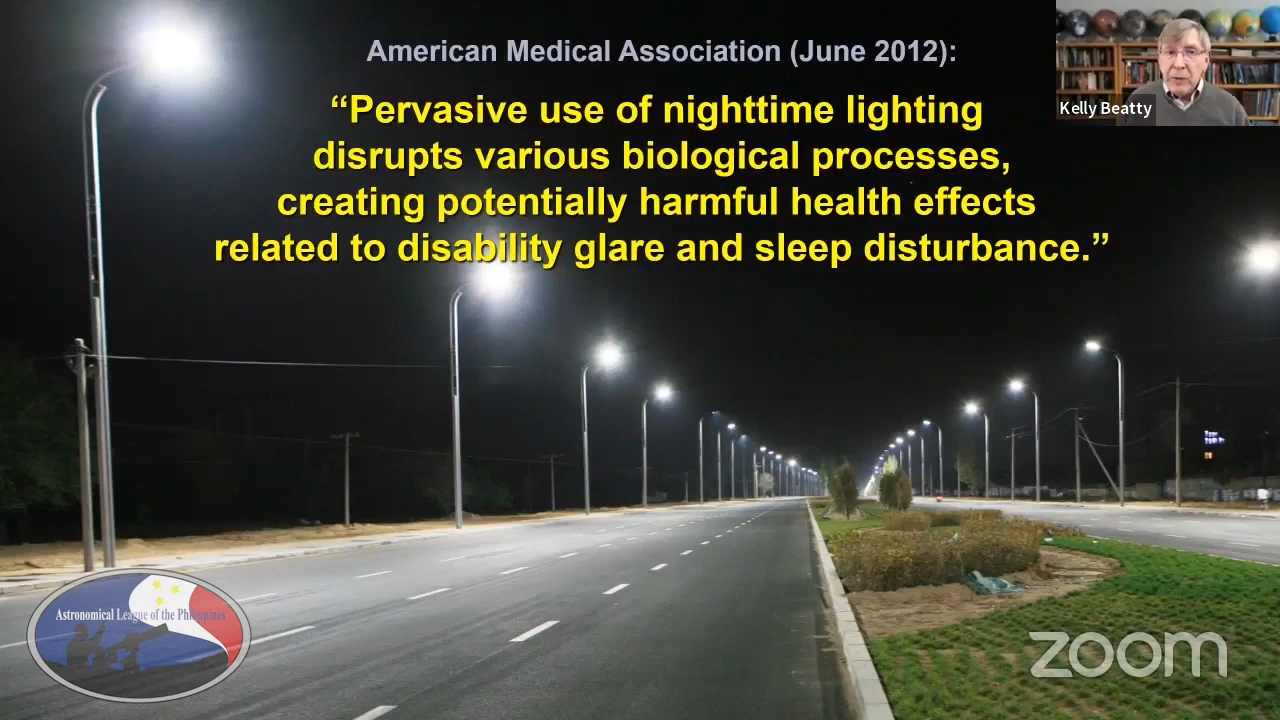 American Medical Association (June 2012):
“Pervasive use of nighttime lighting
disrupts various biological processes,
creating potentially harmful health effects
related to disability glare and sleep disturbance.”
Kelly Beatty
Astronomical League of the Philippines
zoom